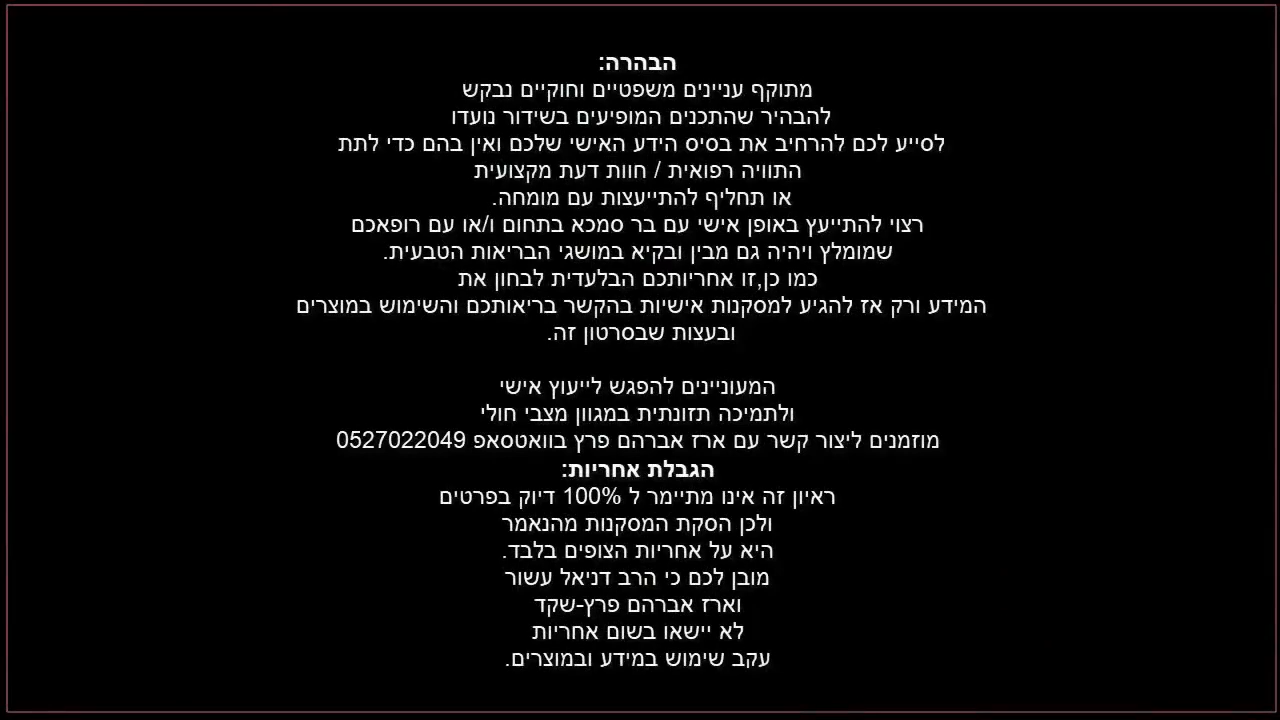 הבהרה:
מתוקף עניינים משפטיים וחוקיים נבקש
להבהיר שהתכנים המופיעים בשידור נועדו
לסייע לכם להרחיב את בסיס הידע האישי שלכם ואין בהם כדי לתת
התוויה רפואית / חוות דעת מקצועית
או תחליף להתייעצות עם מומחה.
רצוי להתייעץ באופן אישי עם בר סמכא בתחום ו/או עם רופאכם
שמומלץ ויהיה גם מבין ובקיא במושגי הבריאות הטבעית.
כמו כן,זו אחריותכם הבלעדית לבחון את
המידע ורק אז להגיע למסקנות אישיות בהקשר בריאותכם והשימוש במוצרים
ובעצות שבסרטון זה.
המעוניינים להפגש לייעוץ אישי
ולתמיכה תזונתית במגוון מצבי חולי
מוזמנים ליצור קשר עם ארז אברהם פרץ בוואטסאפ 0527022049
הגבלת אחריות:
ראיון זה אינו מתיימר ל 100% דיוק בפרטים
ולכן הסקת המסקנות מהנאמר
היא על אחריות הצופים בלבד.
מובן לכם כי הרב דניאל עשור
וארז אברהם פרץ-שקד
לא יישאו בשום אחריות
עקב שימוש במידע ובמוצרים.